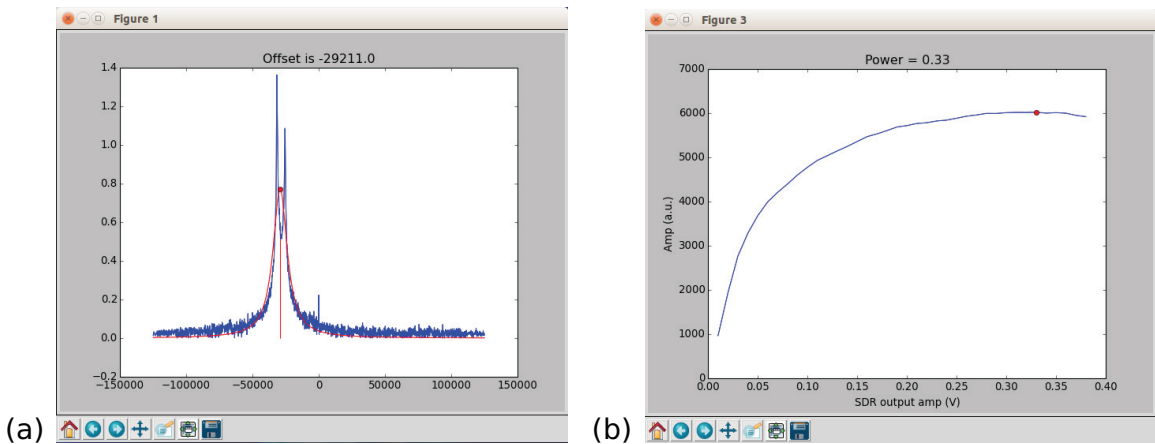 Figure 1
Offset is -29211.0
1.4
1.2
1.0
0.8
0.6
0.4
0.2
0.0
−0.2
−150000 −100000 −50000 0 50000 100000 150000
(a)
Figure 3
Power = 0.33
7000
6000
5000
4000
3000
2000
1000
0
Amp (a.u.)
0.00 0.05 0.10 0.15 0.20 0.25 0.30 0.35 0.40
SDR output amp (V)
(b)